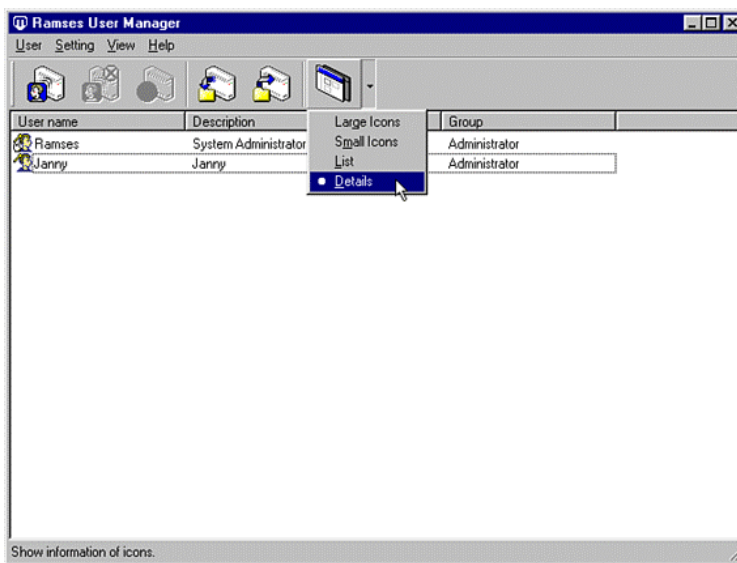 Ramses User Manager
User Setting View Help
User name Description Group
Ramses System Administrator Administrator
Janny Janny Administrator
Large Icons
Small Icons
List
Details
Show information of icons.